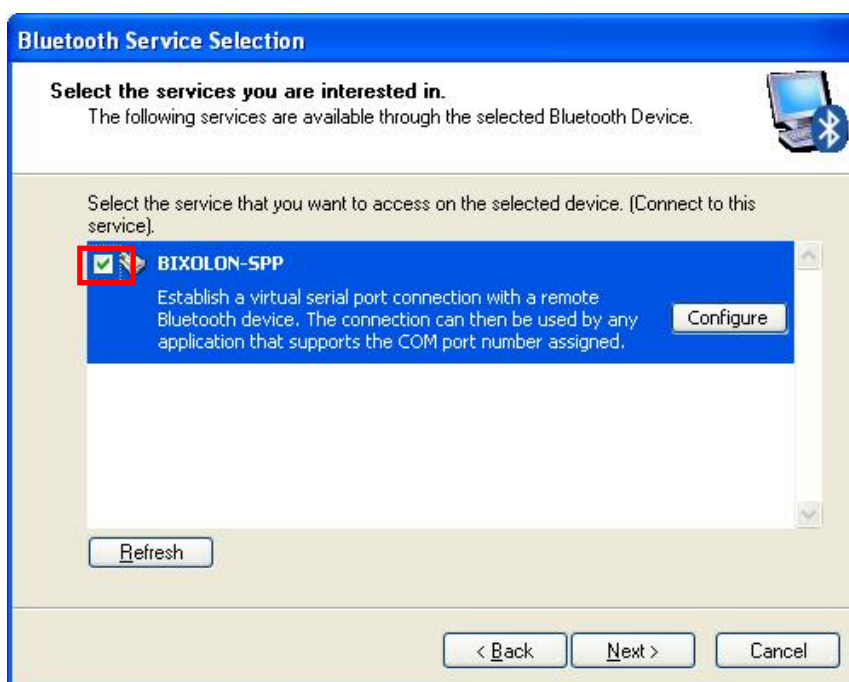 Bluetooth Service Selection
Select the services you are interested in.
The following services are available through the selected Bluetooth Device.
Select the service that you want to access on the selected device. (Connect to this
service).
BIXOLON-SPP
Establish a virtual serial port connection with a remote
Bluetooth device. The connection can then be used by any
application that supports the COM port number assigned.
Configure
Refresh
< Back
Next >
Cancel